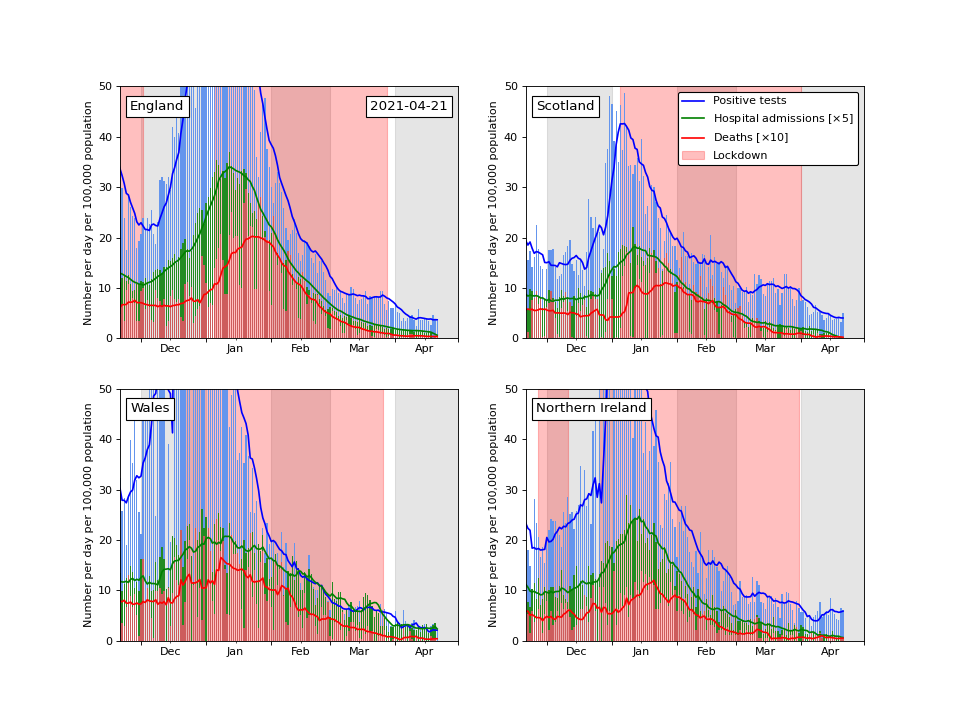 England
2021-04-21
Number per day per 100,000 population
50
40
30
20
10
0
Dec Jan Feb Mar Apr
Scotland
Positive tests
Hospital admissions [×5]
Deaths [×10]
Lockdown
Number per day per 100,000 population
50
40
30
20
10
0
Dec Jan Feb Mar Apr
Wales
Number per day per 100,000 population
50
40
30
20
10
0
Dec Jan Feb Mar Apr
Northern Ireland
Number per day per 100,000 population
50
40
30
20
10
0
Dec Jan Feb Mar Apr